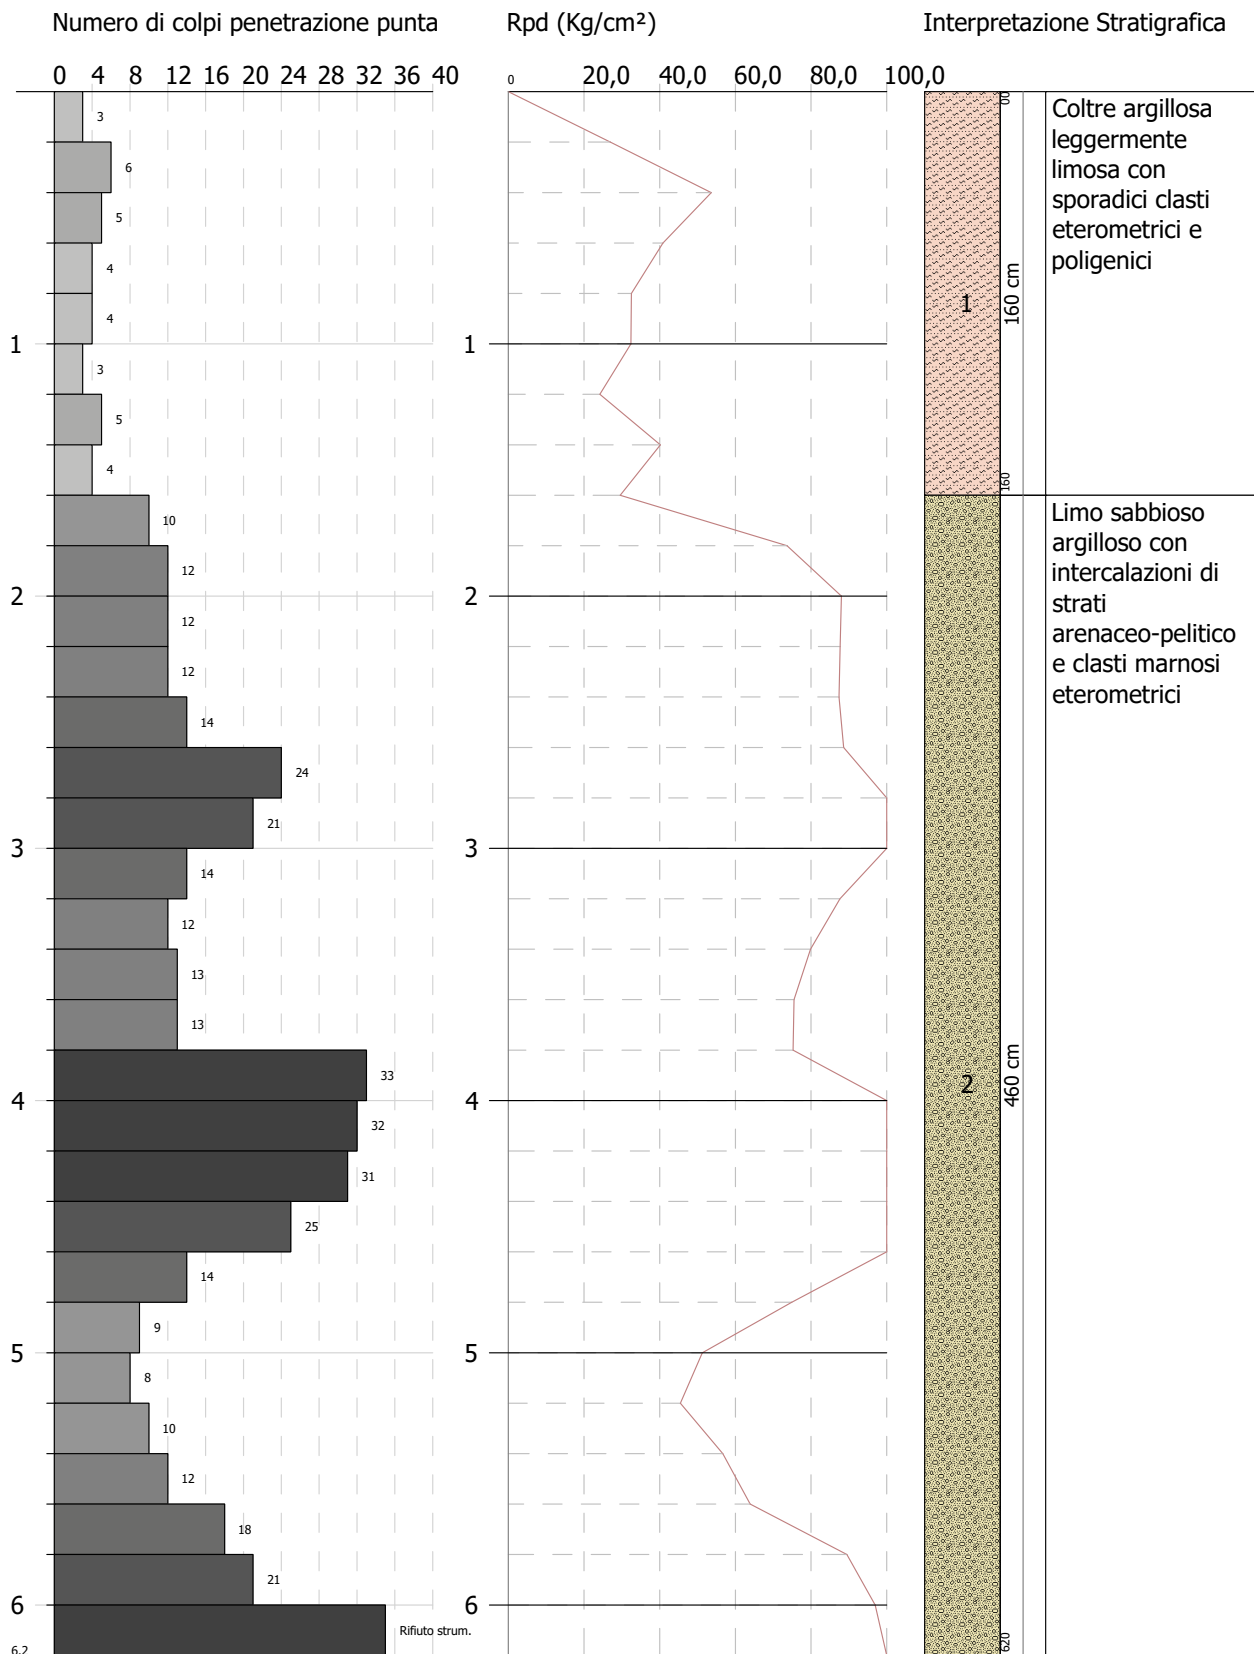 Numero di colpi penetrazione punta
Rpd (Kg/cm²)
Interpretazione Stratigrafica
0 4 8 12 16 20 24 28 32 36 40
0 20,0 40,0 60,0 80,0 100,0
3
6
5
4
4
1
3
5
4
10
12
2
12
12
14
24
21
3
14
12
13
13
33
4
32
31
25
14
9
5
8
10
12
18
21
6
Rifiuto strum.
6.2
1
2
3
4
5
6
00
1
160 cm
160
2
460 cm
620
Coltre argillosa
leggermente
limosa con
sporadici clasti
eterometrici e
poligenici
Limo sabbioso
argilloso con
intercalazioni di
strati
arenaceo-pelitico
e clasti marnosi
eterometrici